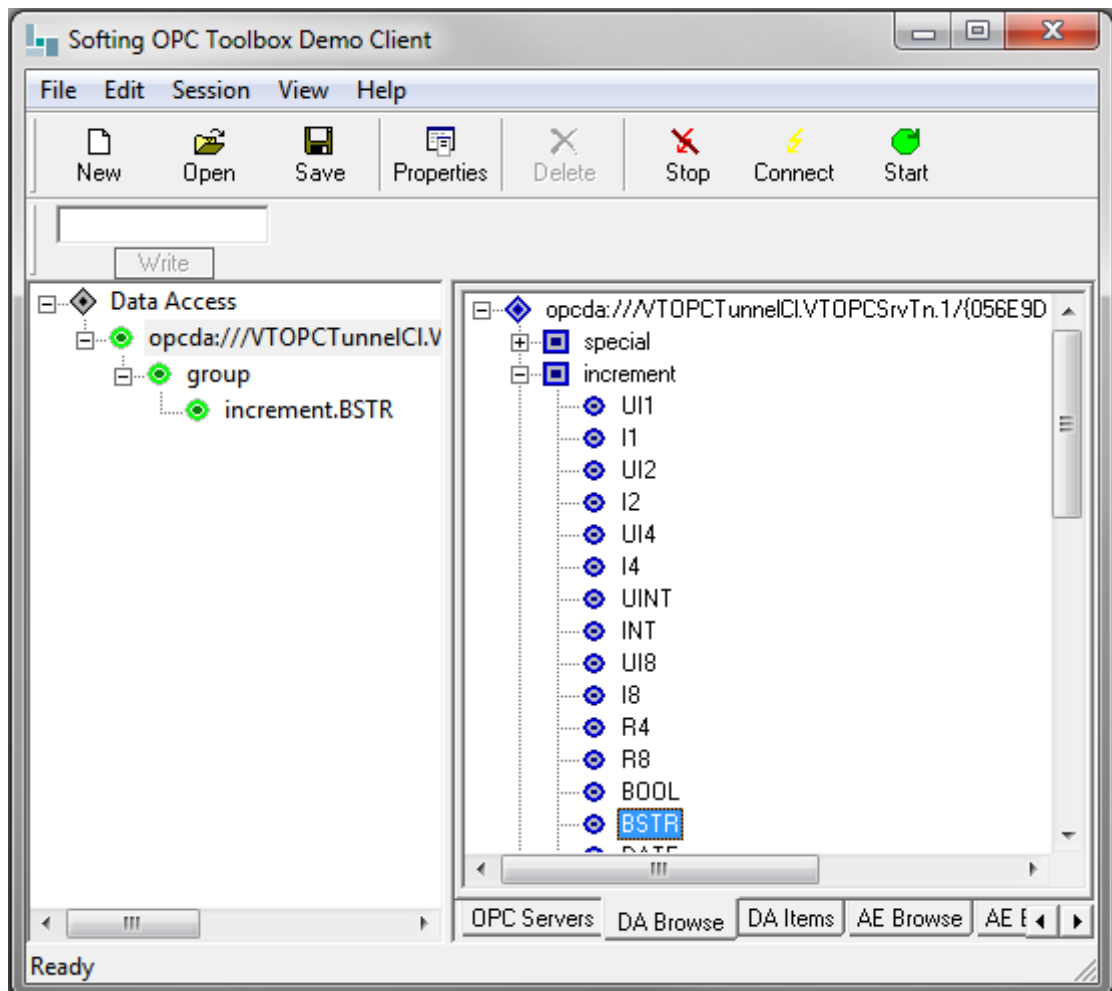 Softing OPC Toolbox Demo Client
File Edit Session View Help
New Open Save Properties Delete Stop Connect Start
Write
Data Access
opcda:///VTOPCTunnelCl.V
group
increment.BSTR
opcda:///VTOPCTunnelCl.VTOPCSrvTn.1/{056E9D
special
increment
UI1
I1
UI2
I2
UI4
I4
UINT
INT
UI8
I8
R4
R8
BOOL
BSTR
DATE
OPC Servers DA Browse DA Items AE Browse AE
Ready